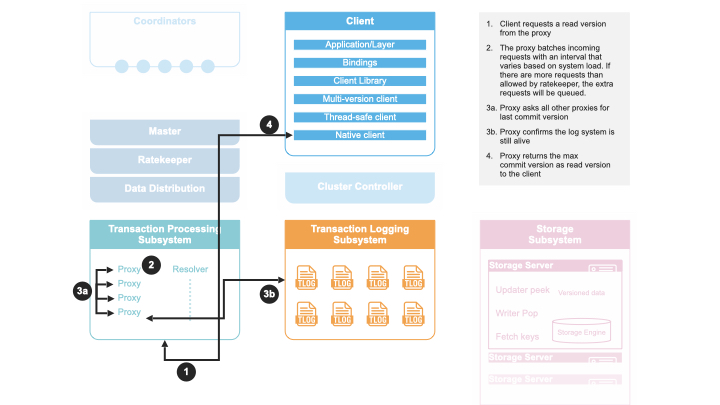 Coordinators
Client
Application/Layer
Bindings
Client Library
Multi-version client
Thread-safe client
Native client
1. Client requests a read version
from the proxy
2. The proxy batches incoming
requests with an interval that
varies based on system load. If
there are more requests than
allowed by ratekeeper, the extra
requests will be queued.
3a. Proxy asks all other proxies for
last commit version
3b. Proxy confirms the log system is
still alive
4. Proxy returns the max
commit version as read version
to the client
4
Master
Ratekeeper
Data Distribution
Cluster Controller
Transaction Processing
Subsystem
Proxy
Proxy
Proxy
Proxy
2
Resolver
3a
3b
1
Transaction Logging
Subsystem
TLOG TLOG TLOG TLOG
TLOG TLOG TLOG TLOG
Storage
Subsystem
Storage Server
Updater peek
Versioned data
Writer Pop
Storage Engine
Fetch keys
Storage Server
Storage Server